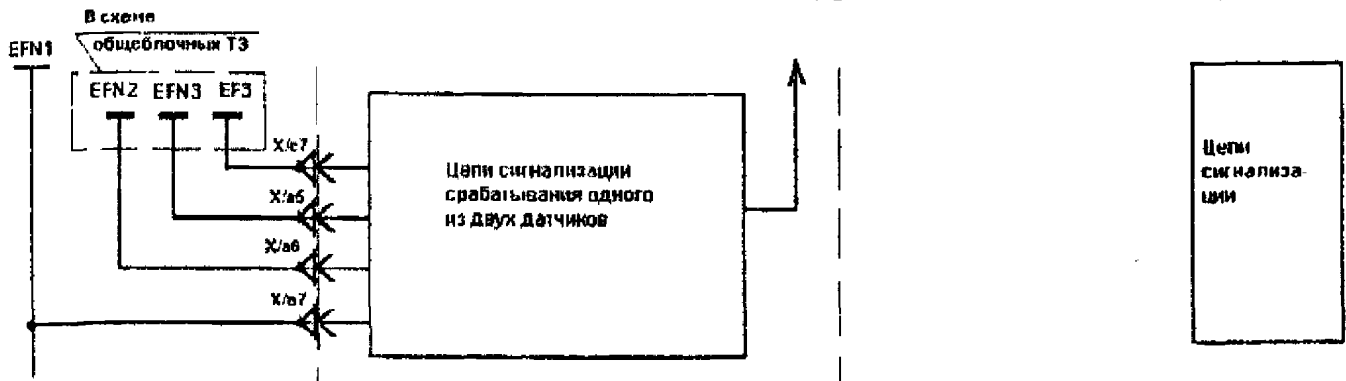 В схеме
общеблочных ТЗ
EFN1
EFN2 EFN3 EF3
X/c7
X/a5
X/a6
X/a7
Цепи сигнализации
срабатывания одного
из двух датчиков
Цепи
сигнализа-
ции